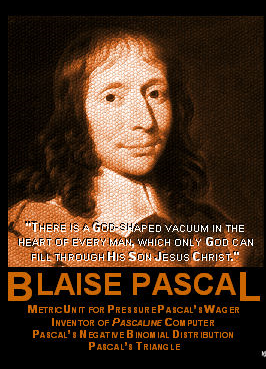 "There is a God-shaped vacuum in the
heart of every man, which only God can
fill through His Son Jesus Christ."
BLAISE PASCAL
Metric Unit for Pressure Pascal's Wager
Inventor of Pascaline Computer
Pascal's Negative Binomial Distribution
Pascal's Triangle